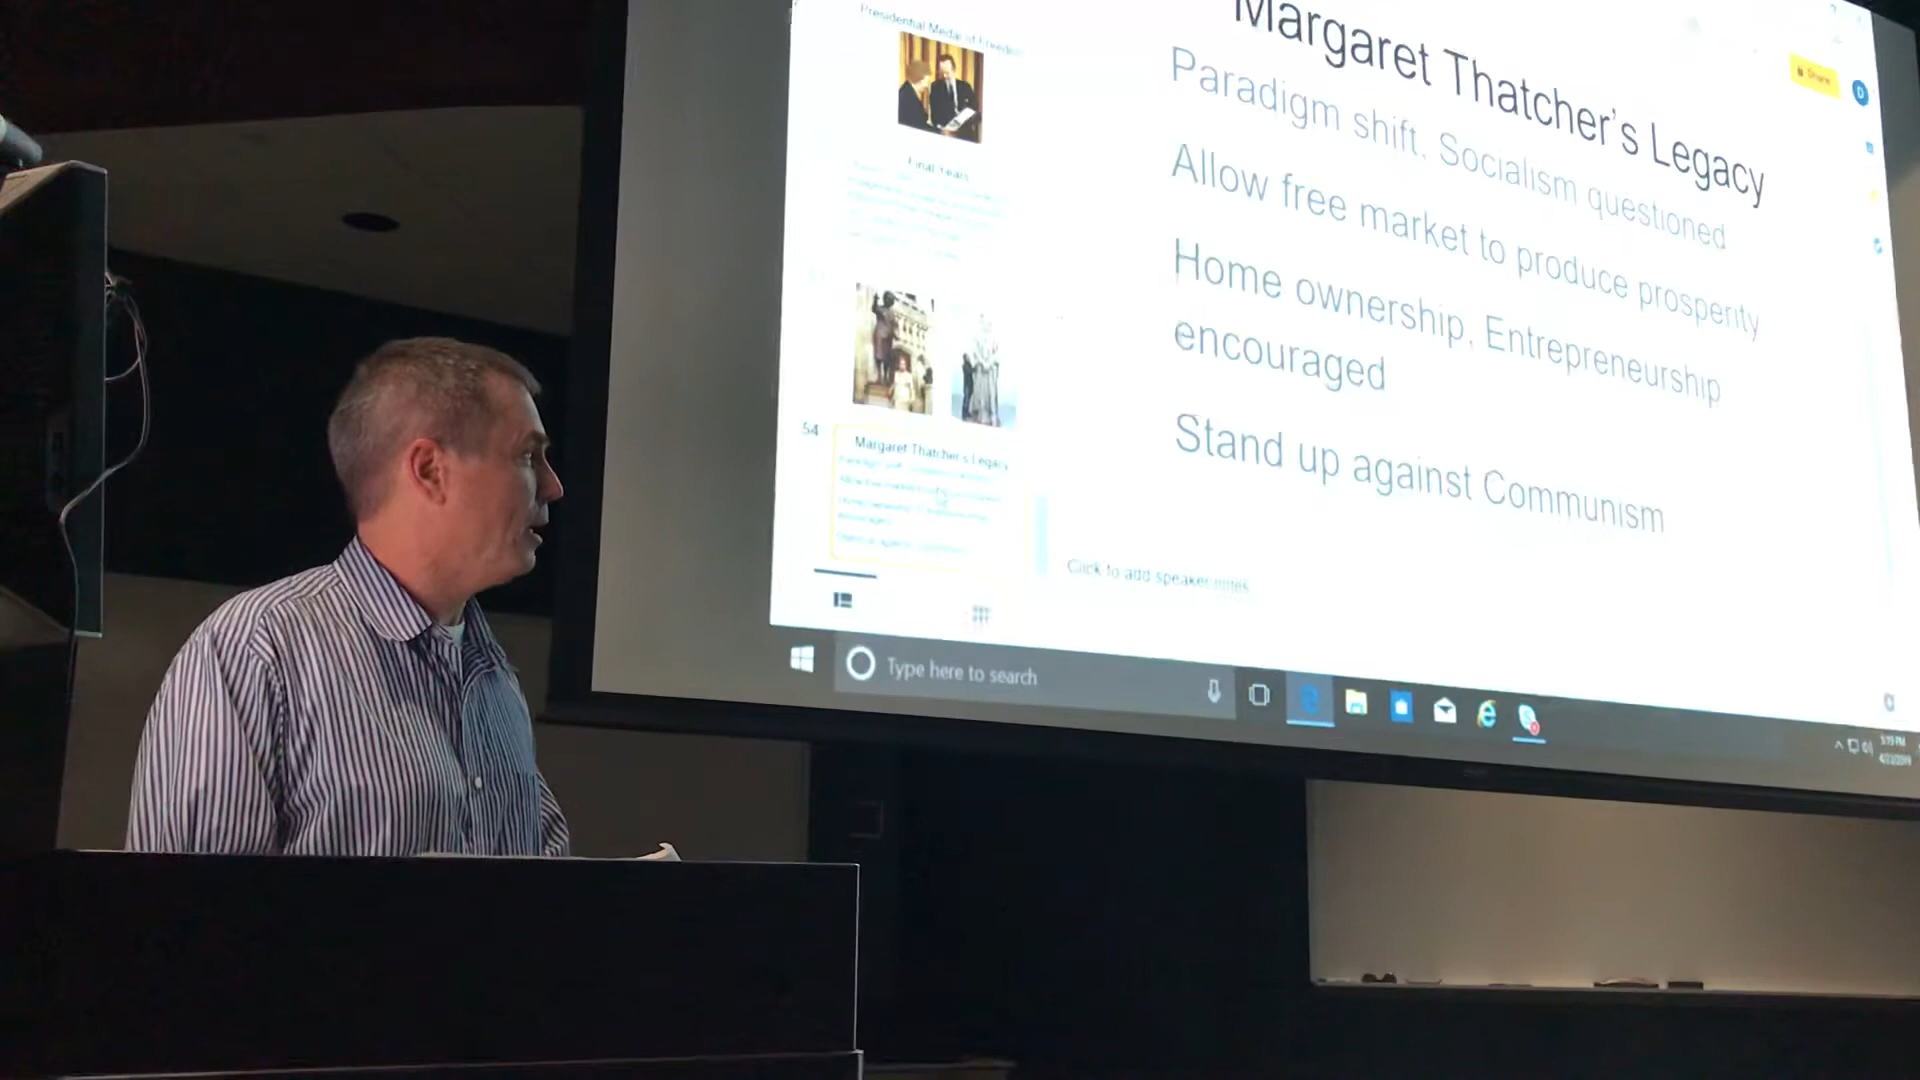 Presidential Medal of Freedom
Final Years
54
Margaret Thatcher's Legacy
Margaret Thatcher's Legacy
Paradigm shift. Socialism questioned
Allow free market to produce prosperity
Home ownership, Entrepreneurship
encouraged
Stand up against Communism
Click to add speaker notes
Share
D
Type here to search